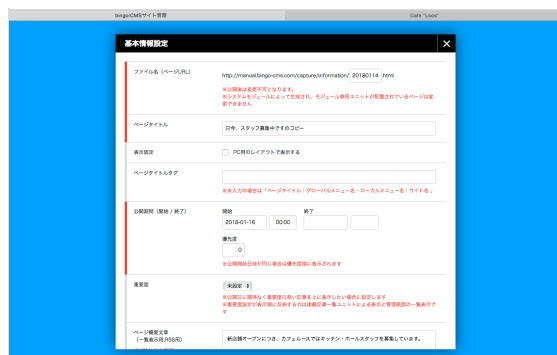 bingo!CMSサイト管理
Cafe "Loos"
基本情報設定
ファイル名（ページURL）
http://manual.bingo-cms.com/capture/information/ 20180114 .html
※公開後は変更不可となります。
※システムモジュールによって生成され、モジュール専用ユニットが配置されているページは変
更できません
ページタイトル
只今、スタッフ募集中ですのコピー
表示設定
PC用のレイアウトで表示する
ページタイトルタグ
※未入力の場合は「ページタイトル｜グローバルメニュー名 - ローカルメニュー名｜サイト名 」
公開期間（開始 / 終了）
開始 終了
2018-01-16 00:00
優先度
※公開開始日時が同じ場合は優先度順に表示されます
重要度
未設定
※公開日に関係なく重要度の高い記事を上に表示したい場合に設定します
※重要度設定が表示順に反映するのは連載記事一覧ユニットによる表示と管理画面の一覧表示で
す
ページ概要文章
（一覧表示用,RSS用）
新店舗オープンにつき、カフェルースではキッチン・ホールスタッフを募集しています。